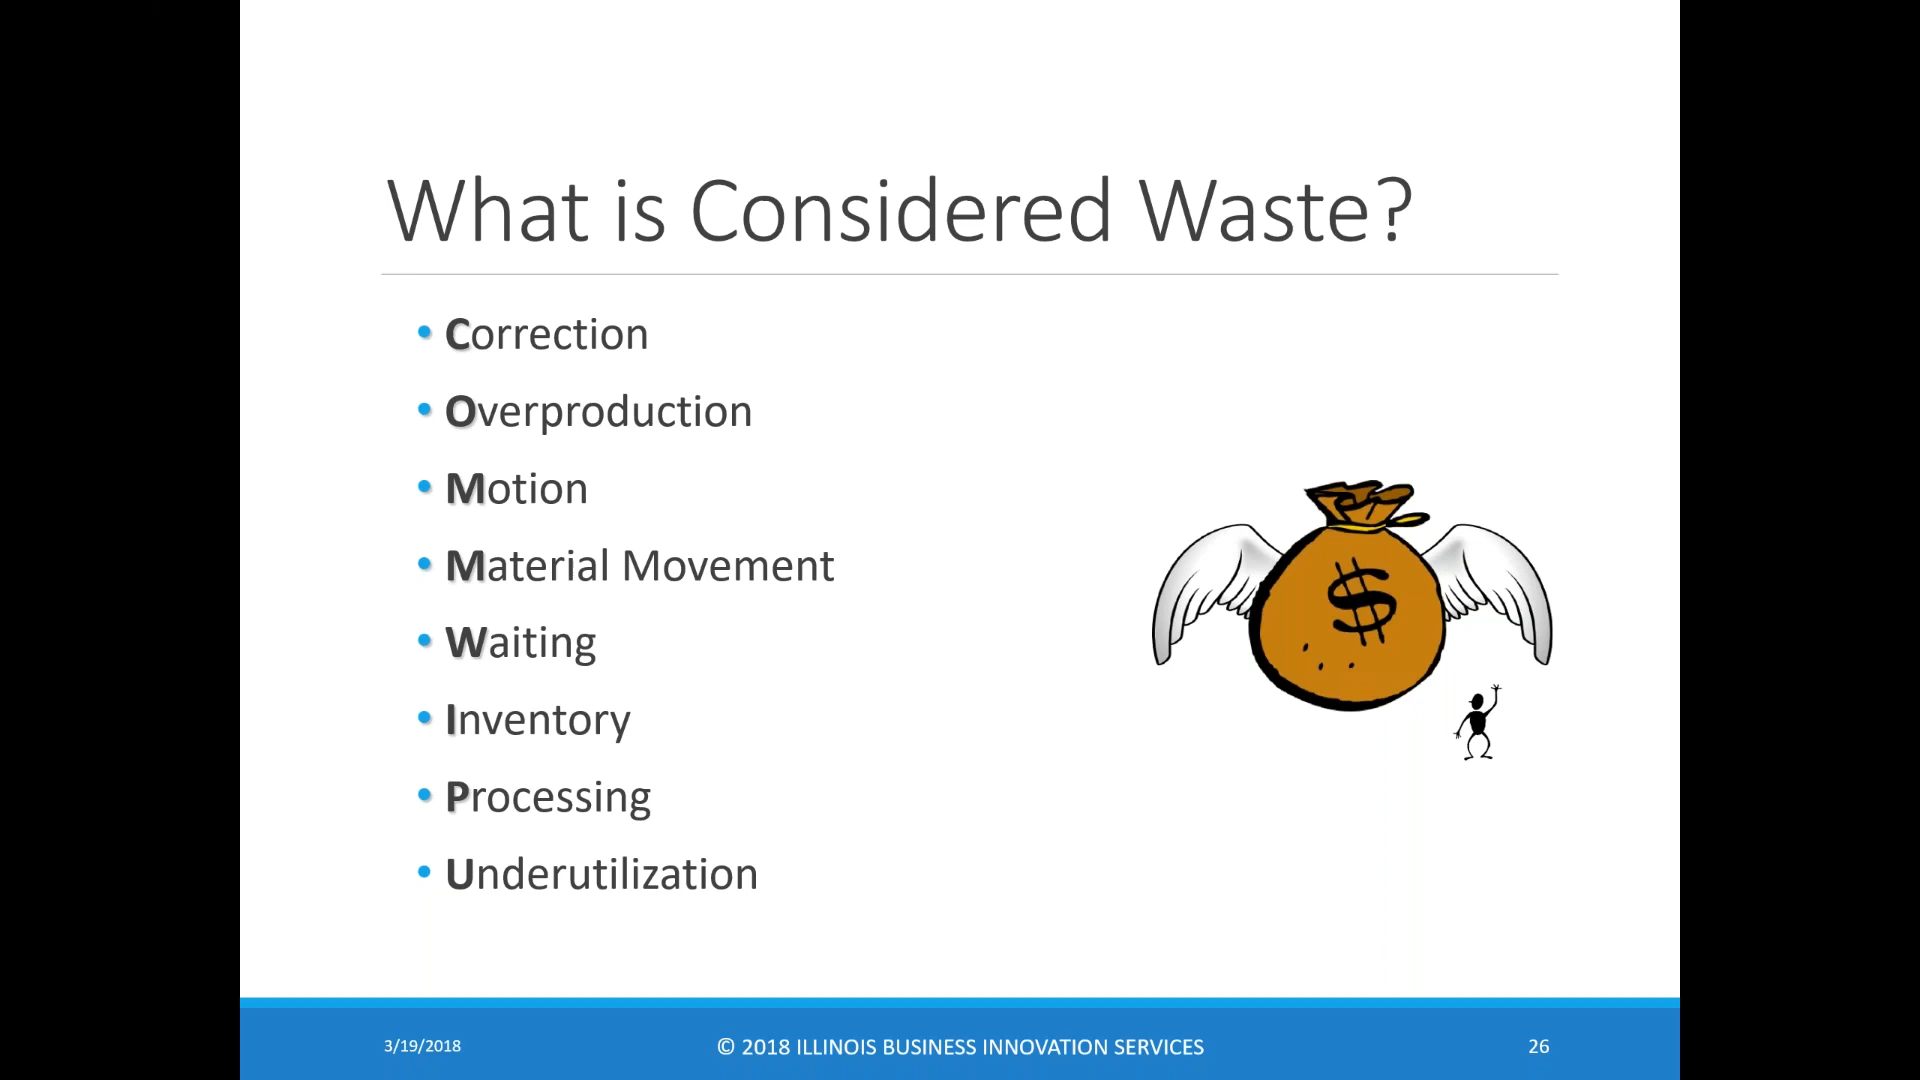 What is Considered Waste?
• Correction
• Overproduction
• Motion
• Material Movement
• Waiting
• Inventory
• Processing
• Underutilization
$
3/19/2018
© 2018 ILLINOIS BUSINESS INNOVATION SERVICES
26